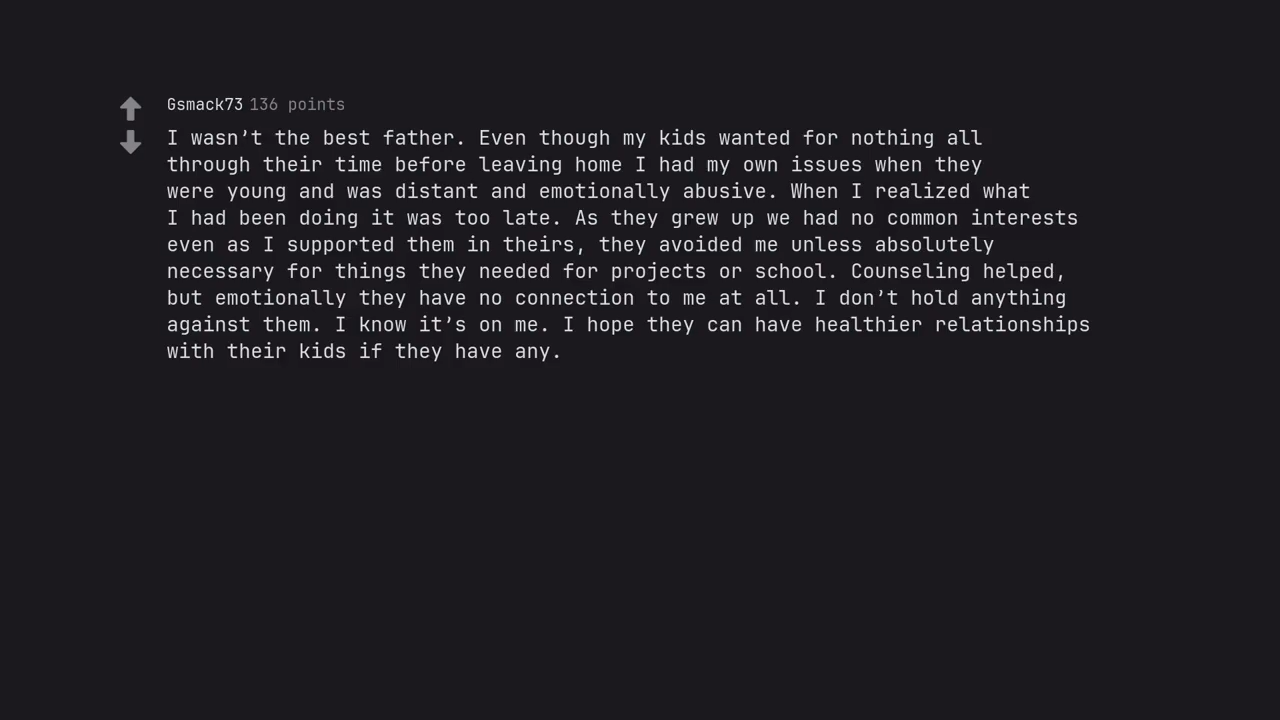 Gsmack73 136 points
I wasn’t the best father. Even though my kids wanted for nothing all
through their time before leaving home I had my own issues when they
were young and was distant and emotionally abusive. When I realized what
I had been doing it was too late. As they grew up we had no common interests
even as I supported them in theirs, they avoided me unless absolutely
necessary for things they needed for projects or school. Counseling helped,
but emotionally they have no connection to me at all. I don’t hold anything
against them. I know it’s on me. I hope they can have healthier relationships
with their kids if they have any.